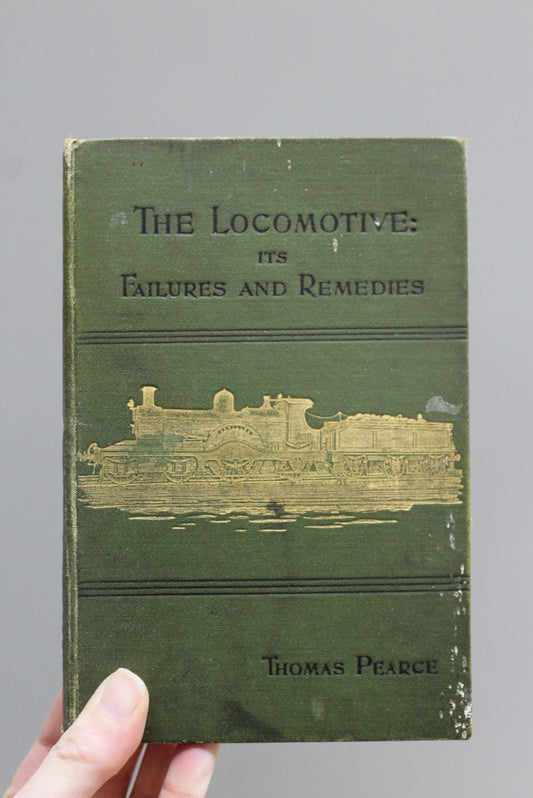 THE LOCOMOTIVE:
ITS
FAILURES AND REMEDIES
THOMAS PEARCE